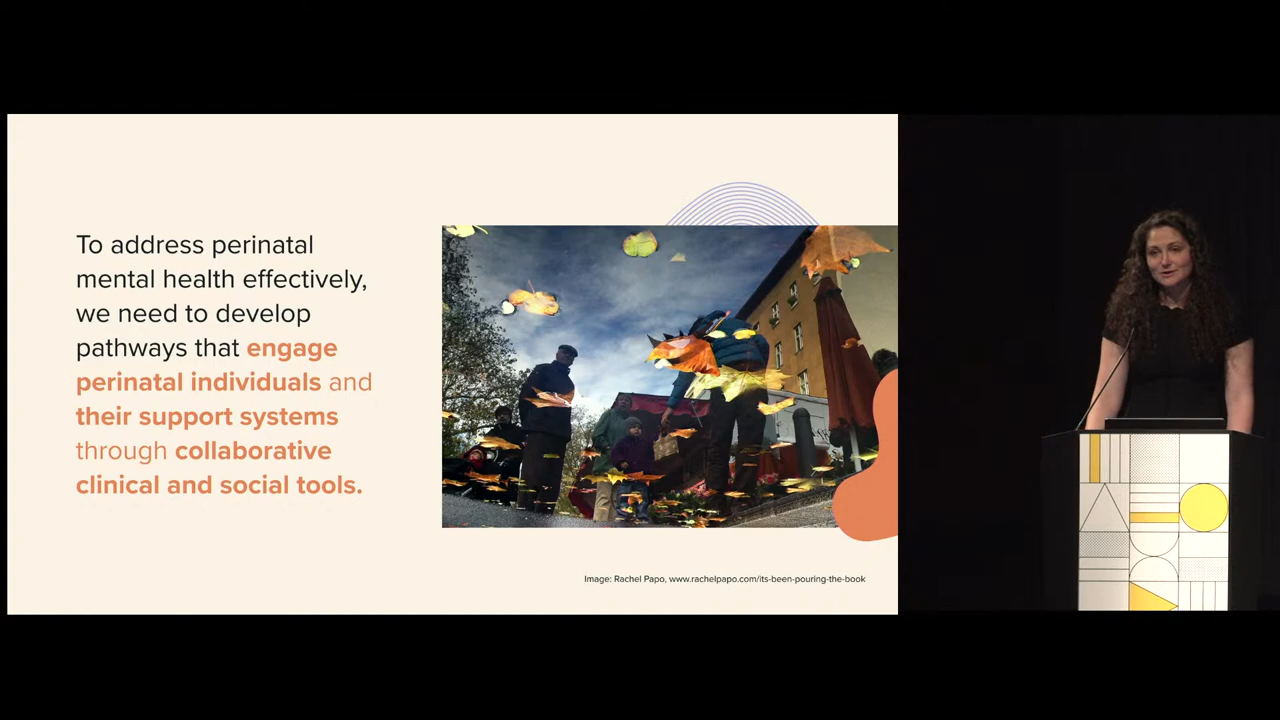 To address perinatal
mental health effectively,
we need to develop
pathways that engage
perinatal individuals and
their support systems
through collaborative
clinical and social tools.
Image: Rachel Papo, www.rachelpapo.com/its-been-pouring-the-book